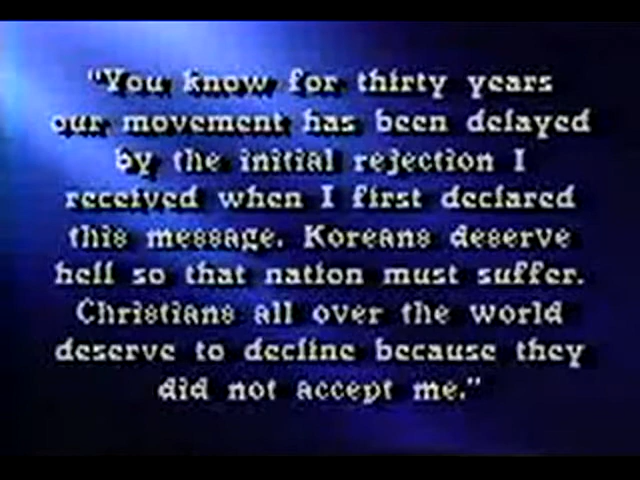 "You know for thirty years
our movement has been delayed
by the initial rejection I
received when I first declared
this message. Koreans deserve
hell so that nation must suffer.
Christians all over the world
deserve to decline because they
did not accept me."